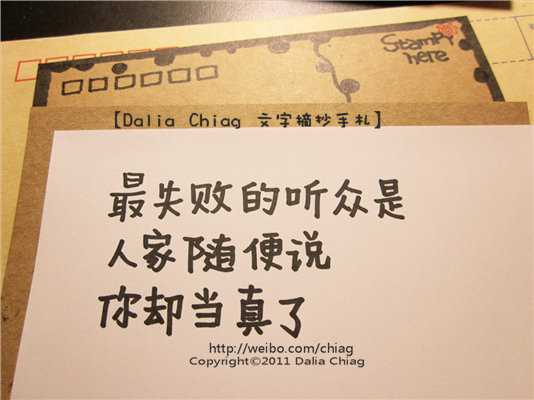 Stamp
here
【Dalia Chiag 文字摘抄手札】
最失败的听众是
人家随便说
你却当真了
http://weibo.com/chiag
Copyright©2011 Dalia Chiag